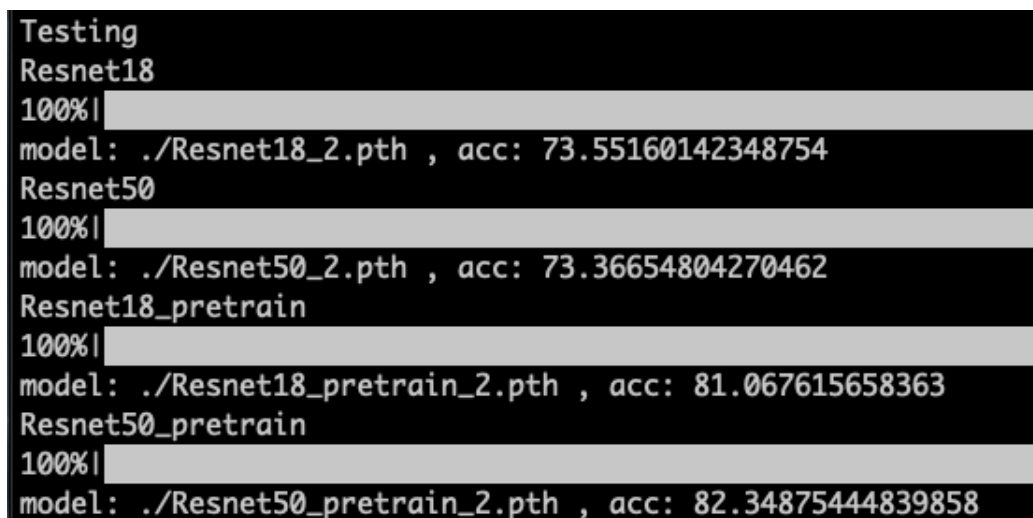 Testing
Resnet18
100%|
model: ./Resnet18_2.pth , acc: 73.55160142348754
Resnet50
100%|
model: ./Resnet50_2.pth , acc: 73.36654804270462
Resnet18_pretrain
100%|
model: ./Resnet18_pretrain_2.pth , acc: 81.067615658363
Resnet50_pretrain
100%|
model: ./Resnet50_pretrain_2.pth , acc: 82.34875444839858